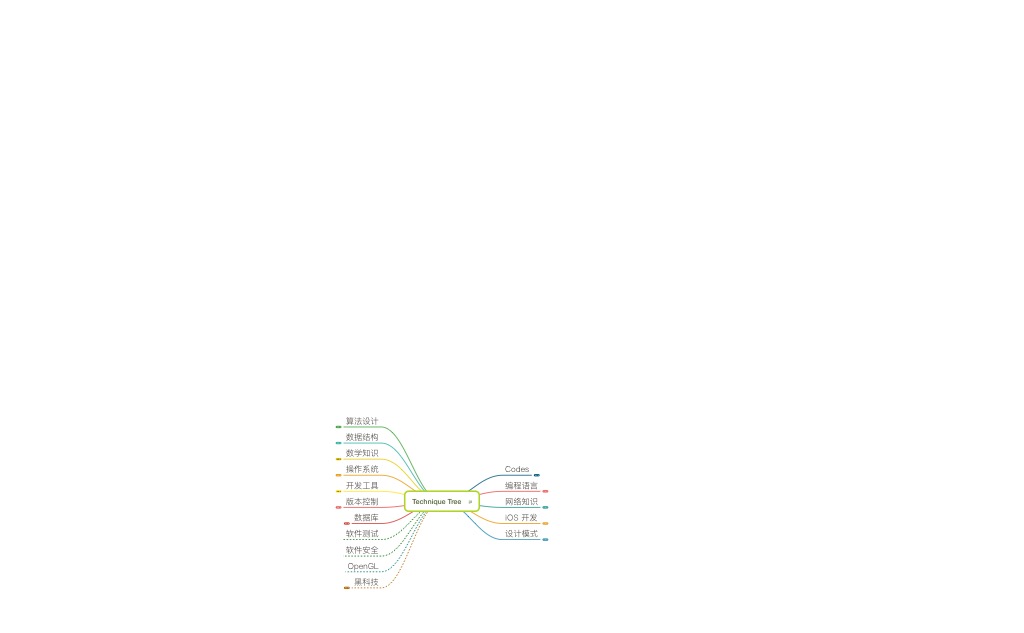 算法设计
数据结构
数学知识
操作系统
开发工具
版本控制
数据库
软件测试
软件安全
OpenGL
黑科技
Technique Tree
Codes
编程语言
网络知识
iOS 开发
设计模式